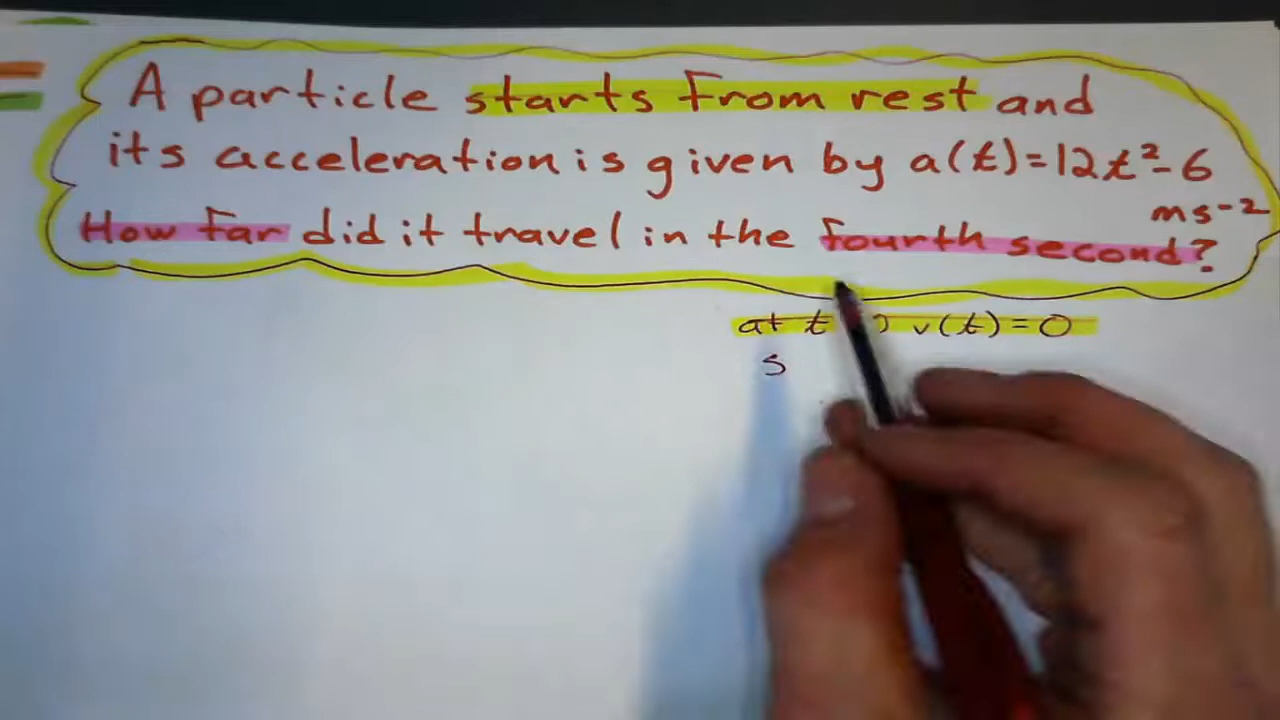 A particle starts from rest and
its acceleration is given by a(t)=12t²-6
ms⁻²
How far did it travel in the fourth second?
at t v(t)=0
s